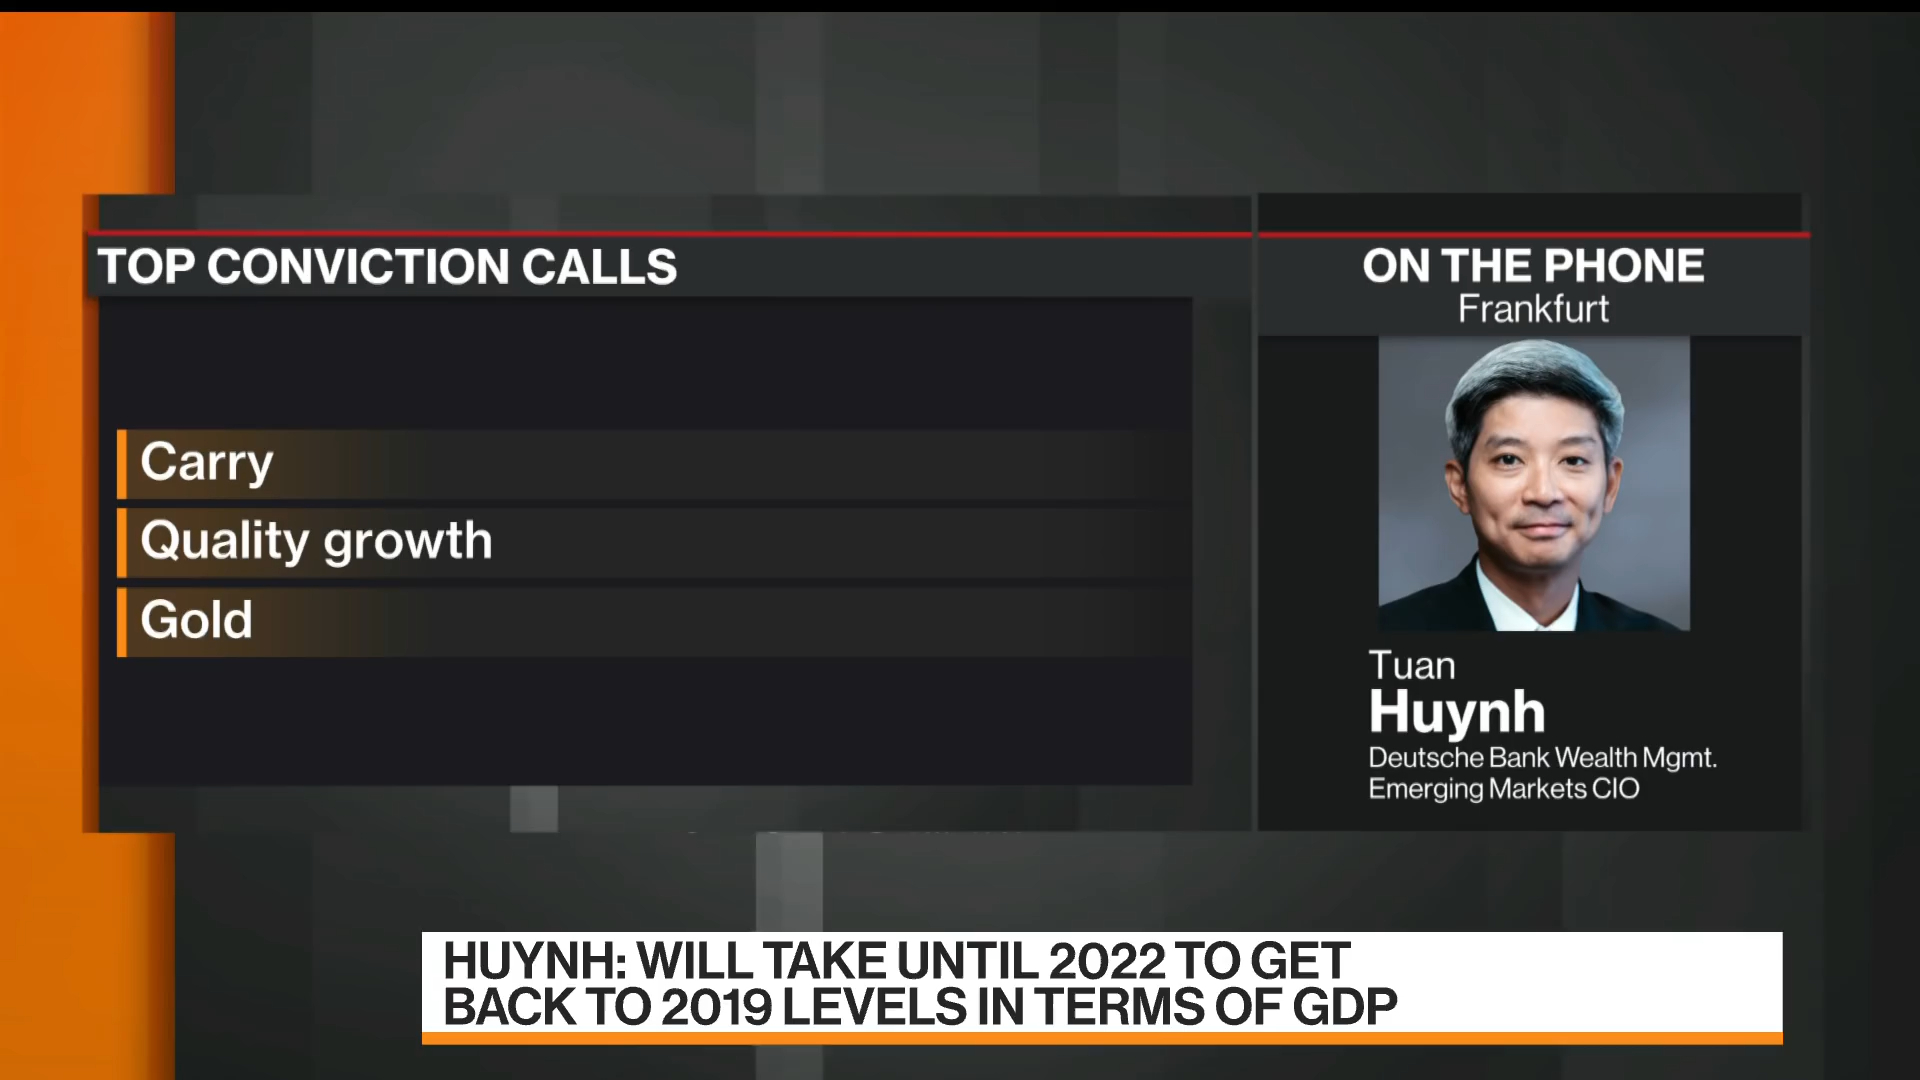 TOP CONVICTION CALLS
Carry
Quality growth
Gold
ON THE PHONE
Frankfurt
Tuan
Huynh
Deutsche Bank Wealth Mgmt.
Emerging Markets CIO
HUYNH: WILL TAKE UNTIL 2022 TO GET
BACK TO 2019 LEVELS IN TERMS OF GDP